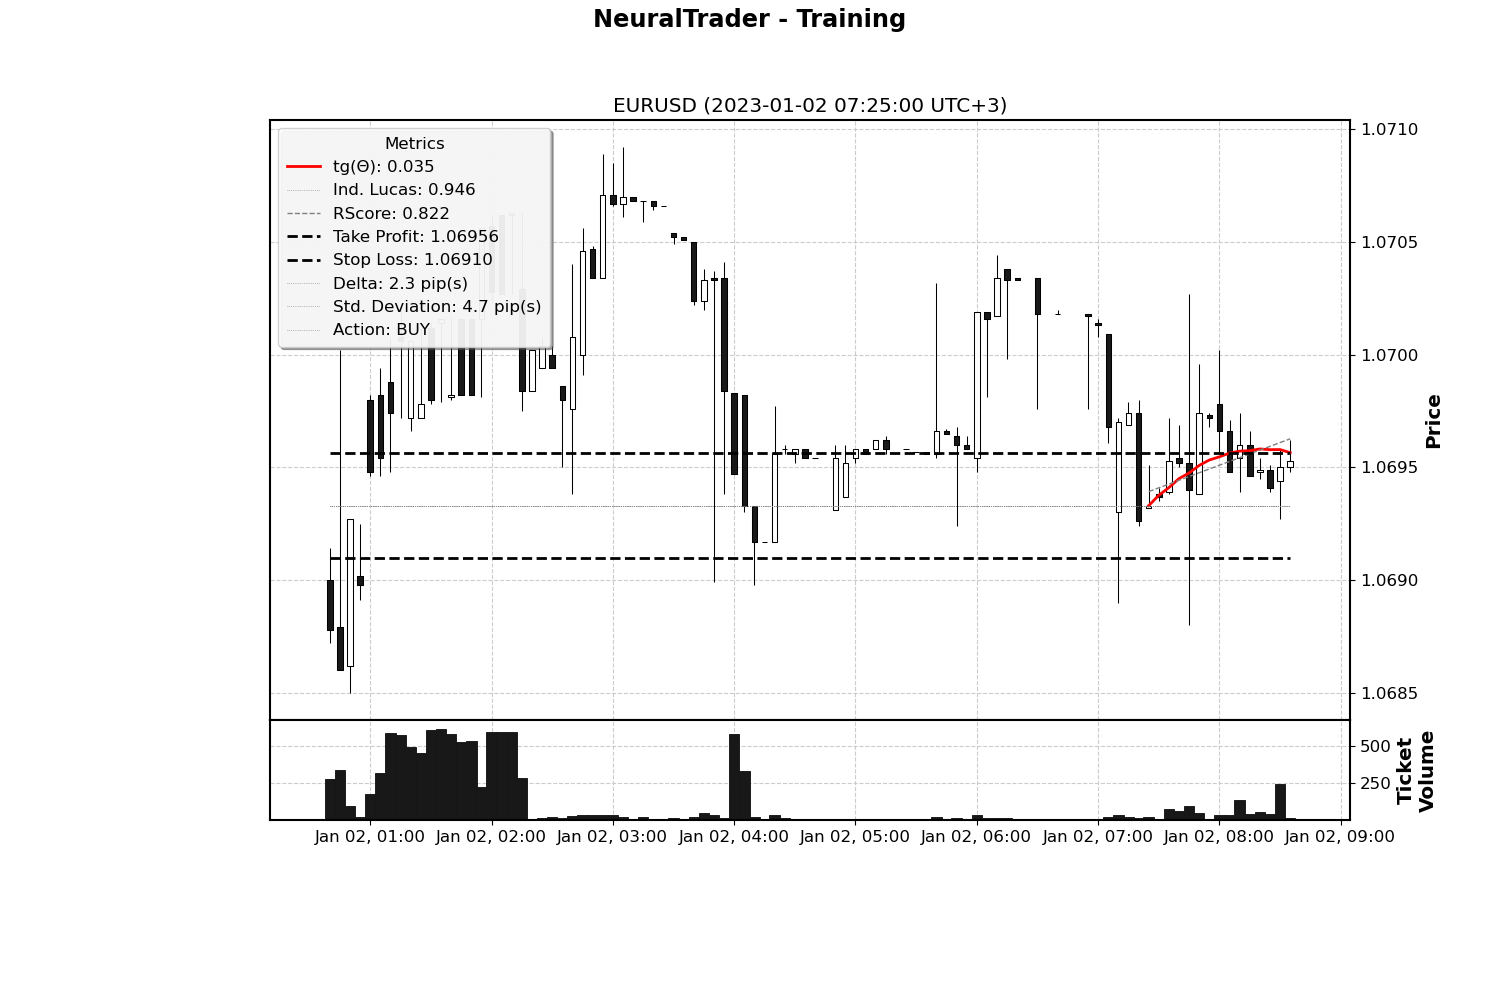 NeuralTrader - Training
EURUSD (2023-01-02 07:25:00 UTC+3)
Metrics
tg(Θ): 0.035
Ind. Lucas: 0.946
RScore: 0.822
Take Profit: 1.06956
Stop Loss: 1.06910
Delta: 2.3 pip(s)
Std. Deviation: 4.7 pip(s)
Action: BUY
1.0710
1.0705
1.0700
1.0695
1.0690
1.0685
Price
500
250
Ticket
Volume
Jan 02, 01:00 Jan 02, 02:00 Jan 02, 03:00 Jan 02, 04:00 Jan 02, 05:00 Jan 02, 06:00 Jan 02, 07:00 Jan 02, 08:00 Jan 02, 09:00